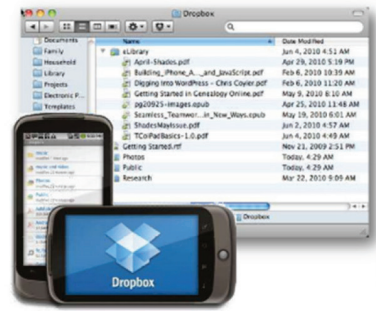 Dropbox
Name
Date Modified
Documents
Family
Household
Library
Projects
Electronic P...
Templates
eLibrary
Jun 4, 2010 4:51 AM
April-Shades.pdf
Apr 29, 2010 5:19 PM
Building_iPhone_A..._and_JavaScript.pdf
Feb 6, 2010 10:39 AM
Digging Into WordPress - Chris Coyier.pdf
Feb 6, 2010 11:20 AM
Getting Started in Genealogy Online.pdf
May 9, 2010 8:10 AM
pg20925-images.epub
Apr 25, 2010 11:48 AM
Seamless_Teamwor...in_New_Ways.epub
May 19, 2010 6:01 AM
ShadesMayIssue.pdf
Jun 2, 2010 4:57 AM
TCoiPadBasics-1.0.pdf
Jun 4, 2010 4:49 AM
Getting Started.rtf
Nov 21, 2009 2:51 PM
Photos
Today, 4:29 AM
Public
Today, 4:29 AM
Research
Mar 22, 2010 9:09 AM
Dropbox
Dropbox